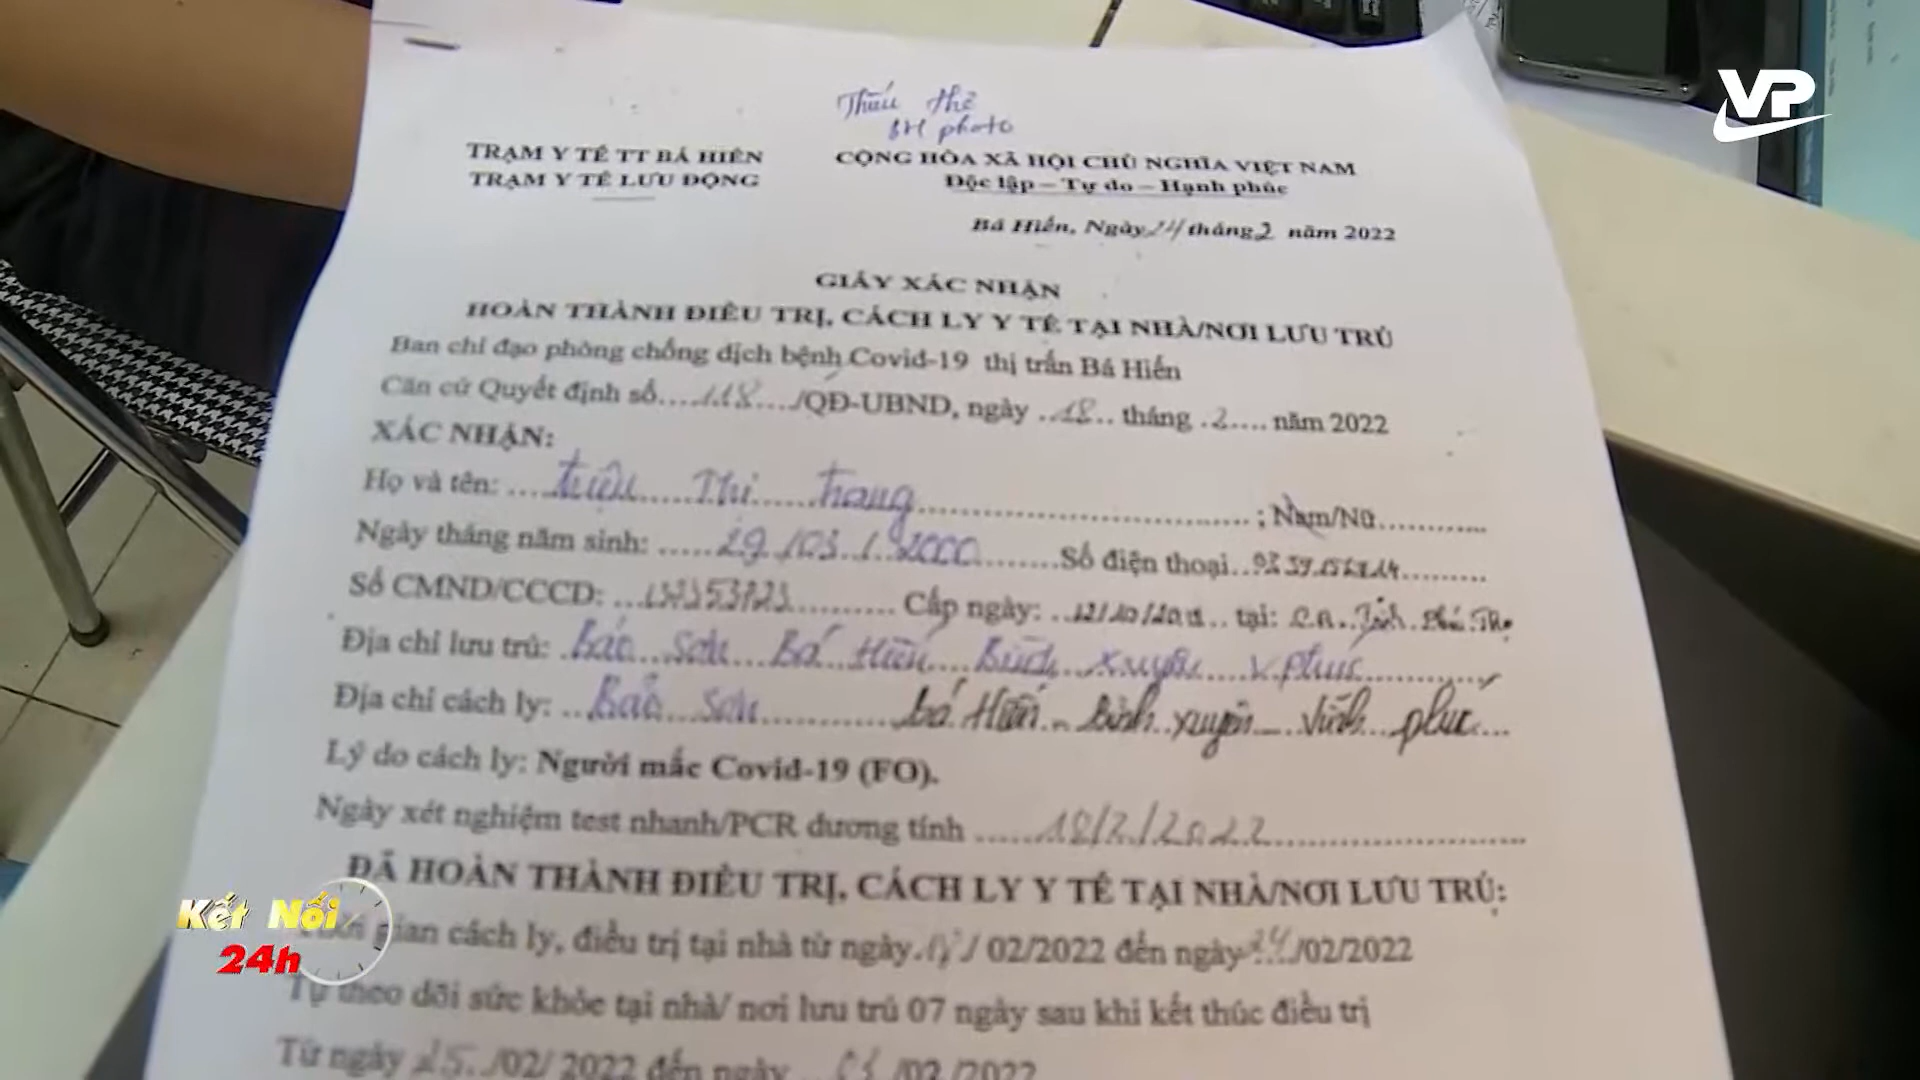 VP
Thiếu thẻ
BH photo
TRẠM Y TẾ TT BÁ HIẾN
TRẠM Y TẾ LƯU ĐỘNG
CỘNG HÒA XÃ HỘI CHỦ NGHĨA VIỆT NAM
Độc lập – Tự do – Hạnh phúc
Bá Hiến, Ngày 24 tháng 2 năm 2022
GIẤY XÁC NHẬN
HOÀN THÀNH ĐIỀU TRỊ, CÁCH LY Y TẾ TẠI NHÀ/NƠI LƯU TRÚ
Ban chỉ đạo phòng chống dịch bệnh Covid-19 thị trấn Bá Hiến
Căn cứ Quyết định số....118..../QĐ-UBND, ngày ..18.. tháng .2.... năm 2022
XÁC NHẬN:
Họ và tên: .... Triệu Thị Trang ; Nam/Nữ
Ngày tháng năm sinh: ..... 29/03/2000 Số điện thoại
Số CMND/CCCD: Cấp ngày: tại: C.A. Tỉnh Phú Thọ
Địa chỉ lưu trú: Bảo Sơn Bá Hiến Bình Xuyên V.phúc
Địa chỉ cách ly: Bảo Sơn Bá Hiến - Bình Xuyên - Vĩnh phúc
Lý do cách ly: Người mắc Covid-19 (FO).
Ngày xét nghiệm test nhanh/PCR dương tính 18/2/2022
ĐÃ HOÀN THÀNH ĐIỀU TRỊ, CÁCH LY Y TẾ TẠI NHÀ/NƠI LƯU TRÚ:
gian cách ly, điều trị tại nhà từ ngày / 02/2022 đến ngày 24/02/2022
Tự theo dõi sức khỏe tại nhà/ nơi lưu trú 07 ngày sau khi kết thúc điều trị
Từ ngày 25./02/ 2022 đến ngày /02 /2022
Kết Nối
24h